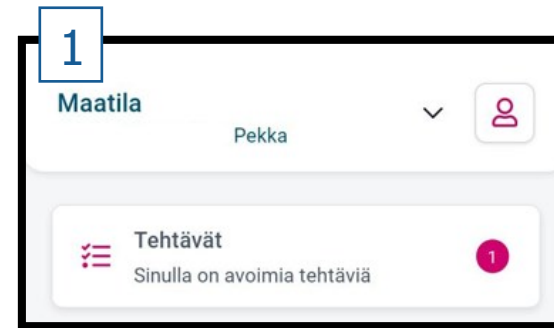 1
Maatila
Pekka
Tehtävät
Sinulla on avoimia tehtäviä
1